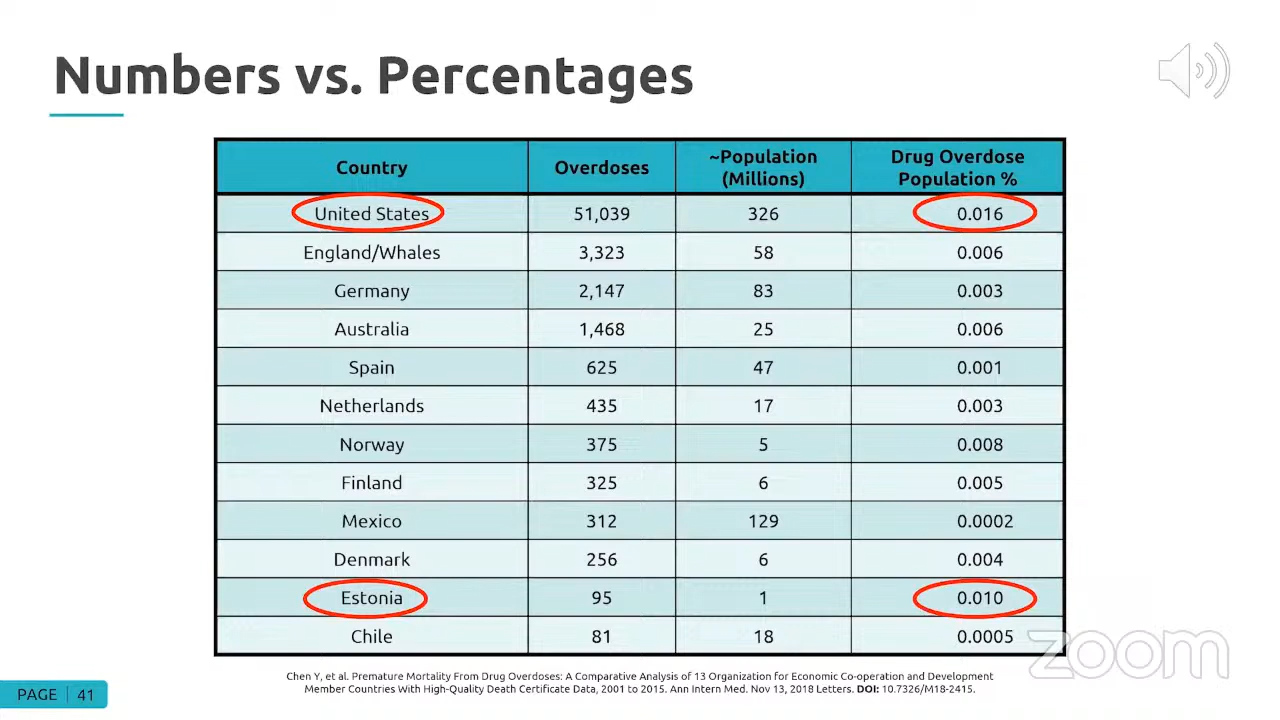 Numbers vs. Percentages
Country Overdoses ~Population (Millions) Drug Overdose Population %
United States 51,039 326 0.016
England/Whales 3,323 58 0.006
Germany 2,147 83 0.003
Australia 1,468 25 0.006
Spain 625 47 0.001
Netherlands 435 17 0.003
Norway 375 5 0.008
Finland 325 6 0.005
Mexico 312 129 0.0002
Denmark 256 6 0.004
Estonia 95 1 0.010
Chile 81 18 0.0005
zoom
Chen Y, et al. Premature Mortality From Drug Overdoses: A Comparative Analysis of 13 Organization for Economic Co-operation and Development
Member Countries With High-Quality Death Certificate Data, 2001 to 2015. Ann Intern Med. Nov 13, 2018 Letters. DOI: 10.7326/M18-2415.
PAGE | 41